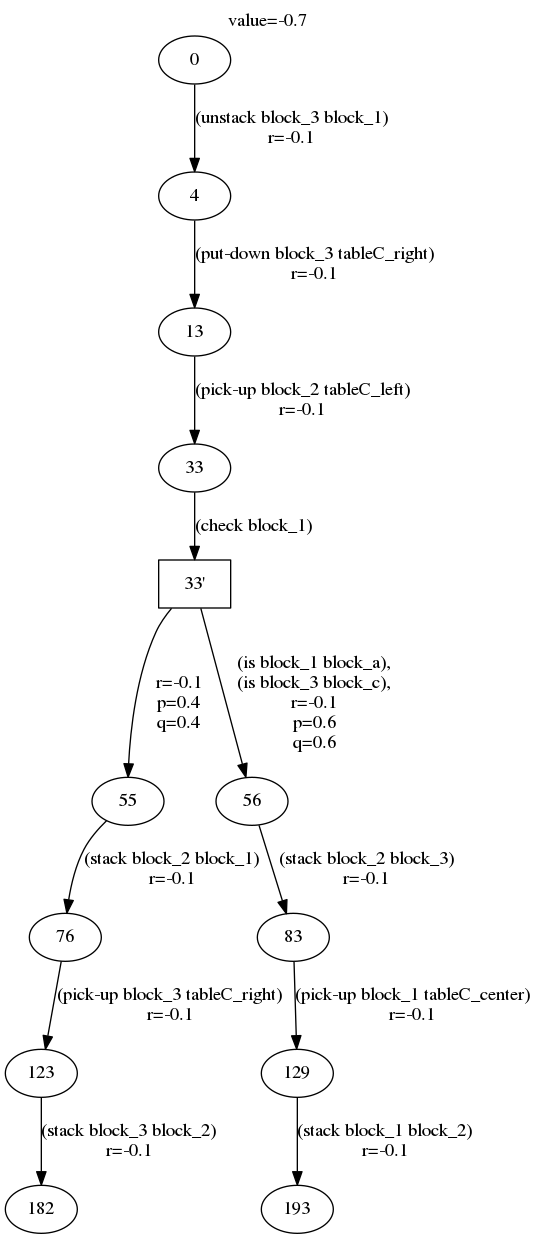 value=-0.7
0
(unstack block_3 block_1)
r=-0.1
4
(put-down block_3 tableC_right)
r=-0.1
13
(pick-up block_2 tableC_left)
r=-0.1
33
(check block_1)
33'
r=-0.1
p=0.4
q=0.4
(is block_1 block_a),
(is block_3 block_c),
r=-0.1
p=0.6
q=0.6
55
56
(stack block_2 block_1)
r=-0.1
(stack block_2 block_3)
r=-0.1
76
83
(pick-up block_3 tableC_right)
r=-0.1
(pick-up block_1 tableC_center)
r=-0.1
123
129
(stack block_3 block_2)
r=-0.1
(stack block_1 block_2)
r=-0.1
182
193